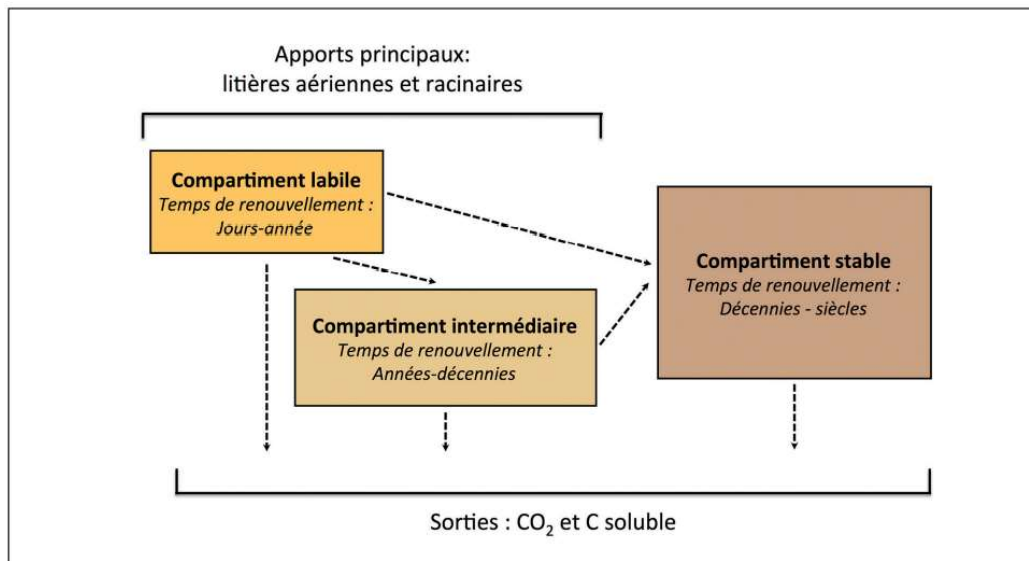 Apports principaux:
litières aériennes et racinaires
Compartiment labile
Temps de renouvellement :
Jours-année
Compartiment stable
Temps de renouvellement :
Décennies - siècles
Compartiment intermédiaire
Temps de renouvellement :
Années-décennies
Sorties : CO₂ et C soluble